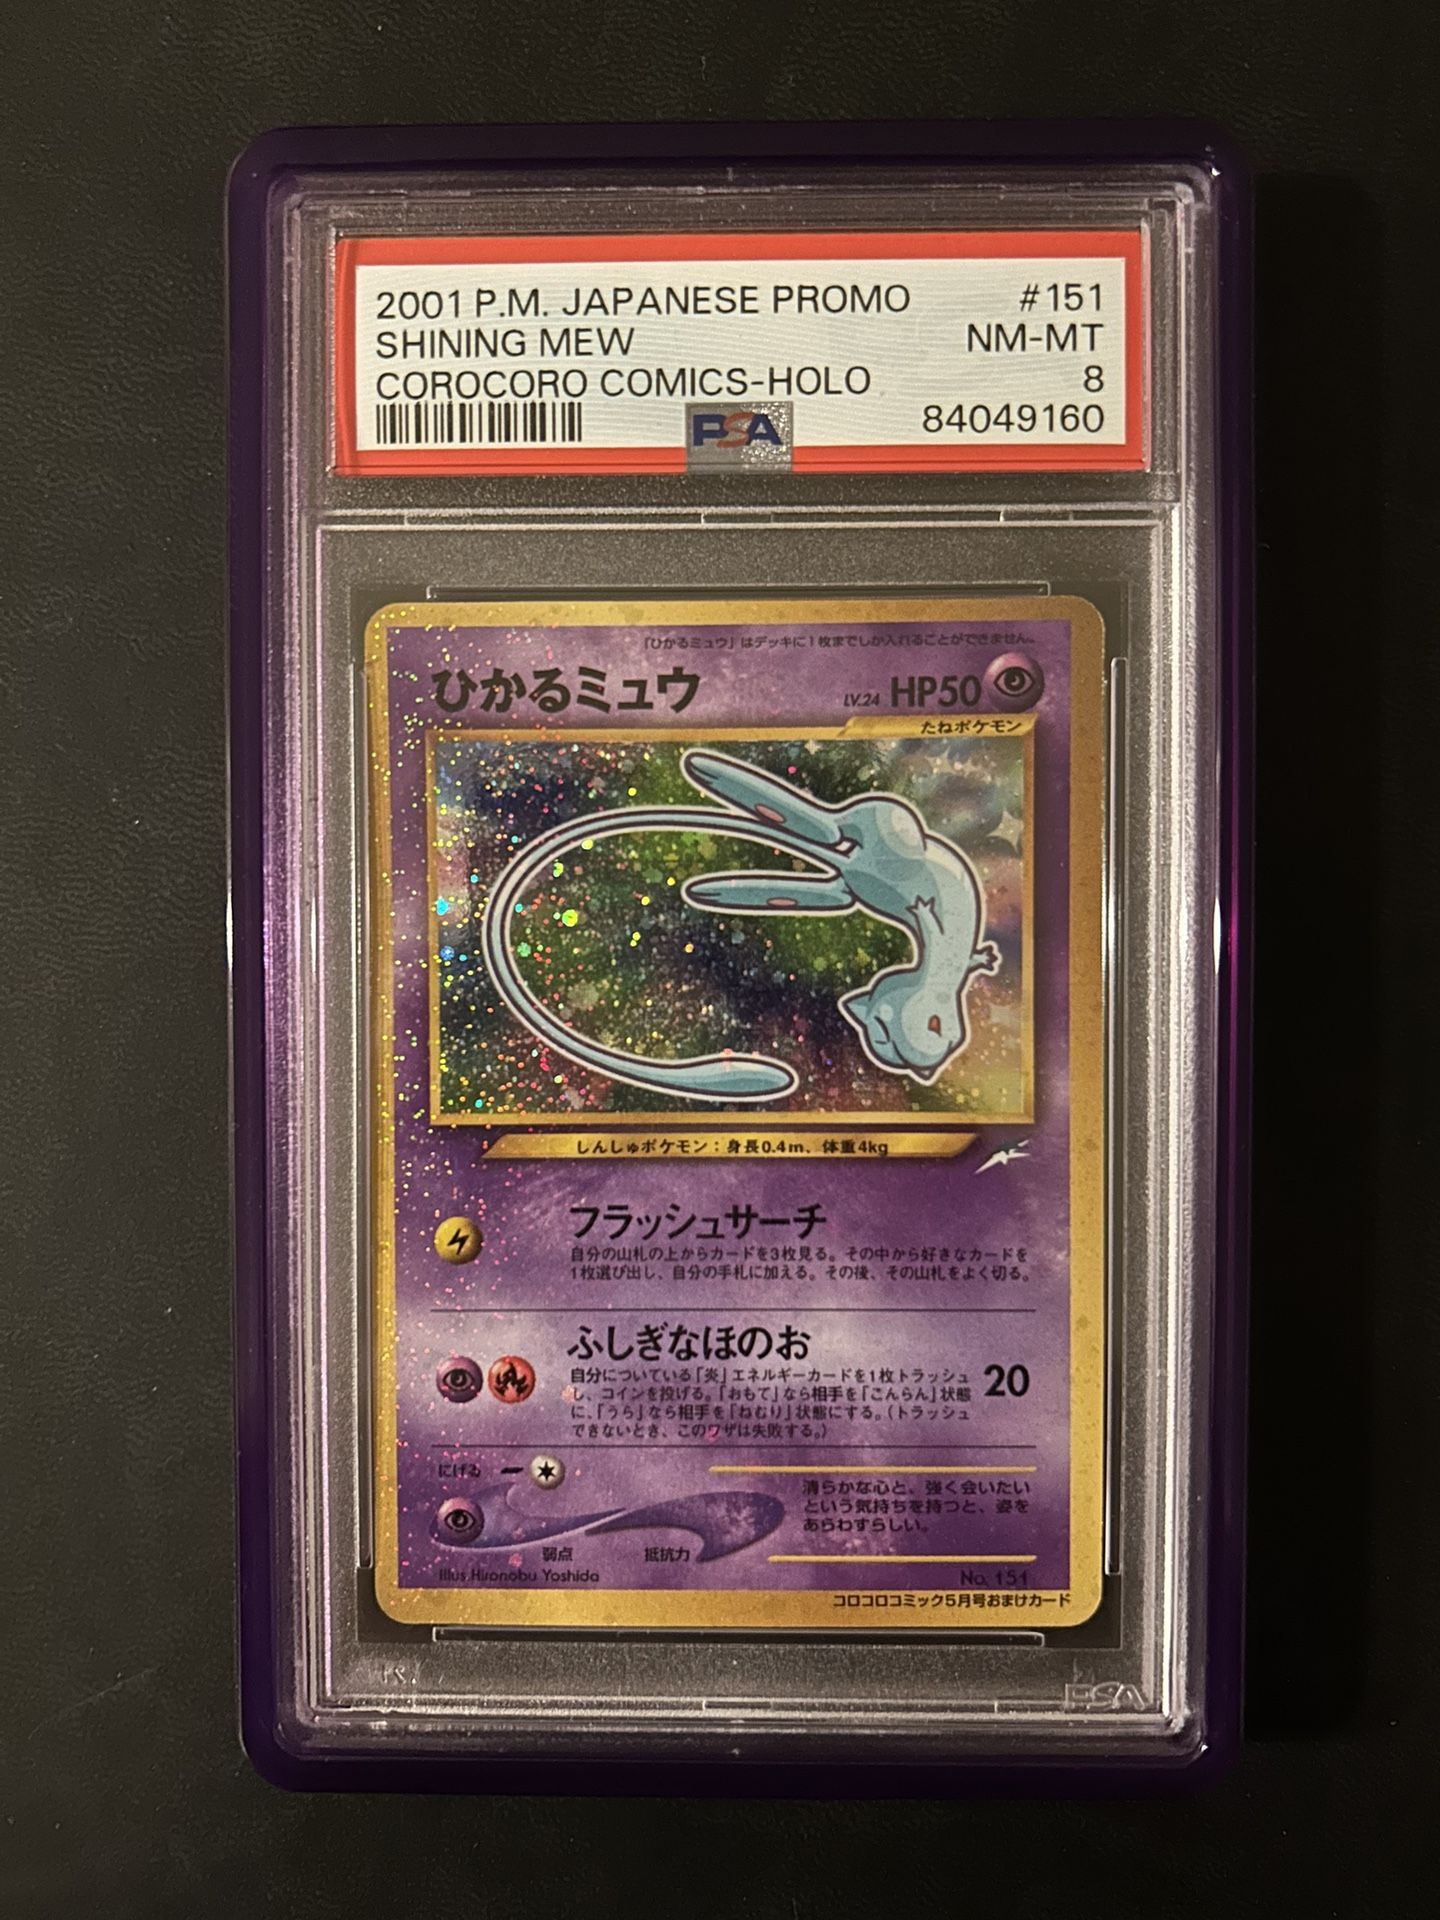 2001 P.M. JAPANESE PROMO #151
SHINING MEW NM-MT
COROCORO COMICS-HOLO 8
PSA 84049160
「ひかるミュウ」はデッキに1枚までしか入れることができません。
ひかるミュウ LV.24 HP50
たねポケモン
しんしゅポケモン：身長0.4m、体重4kg
フラッシュサーチ
自分の山札の上からカードを3枚見る。その中から好きなカードを
1枚選び出し、自分の手札に加える。その後、その山札をよく切る。
ふしぎなほのお 20
自分についている「炎」エネルギーカードを1枚トラッシュ
し、コインを投げる。「おもて」なら相手を「こんらん」状態
に、「うら」なら相手を「ねむり」状態にする。（トラッシュ
できないとき、このワザは失敗する。）
にげる
清らかな心と、強く会いたい
という気持ちを持つと、姿を
あらわすらしい。
弱点 抵抗力
Illus. Hironobu Yoshida No. 151
コロコロコミック5月号おまけカード
PSA